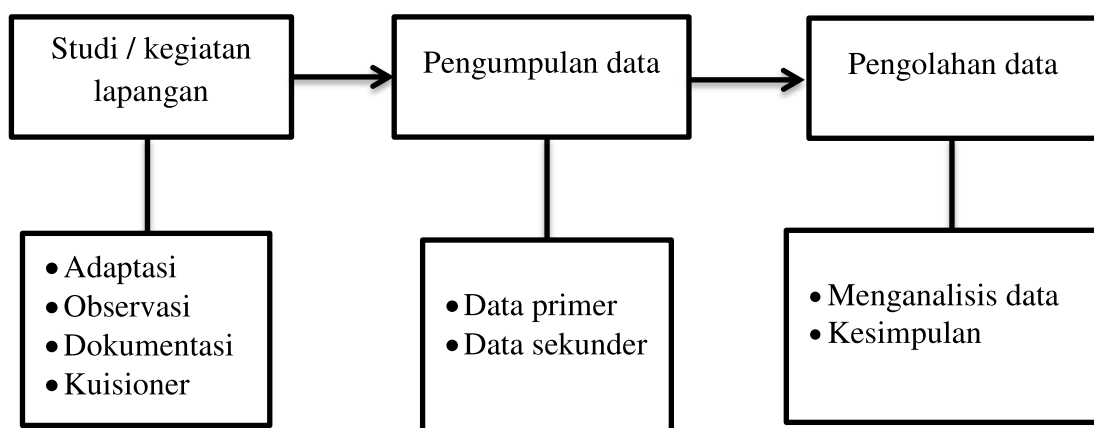 Studi / kegiatan
lapangan
Pengumpulan data
Pengolahan data
• Adaptasi
• Observasi
• Dokumentasi
• Kuisioner
• Data primer
• Data sekunder
• Menganalisis data
• Kesimpulan